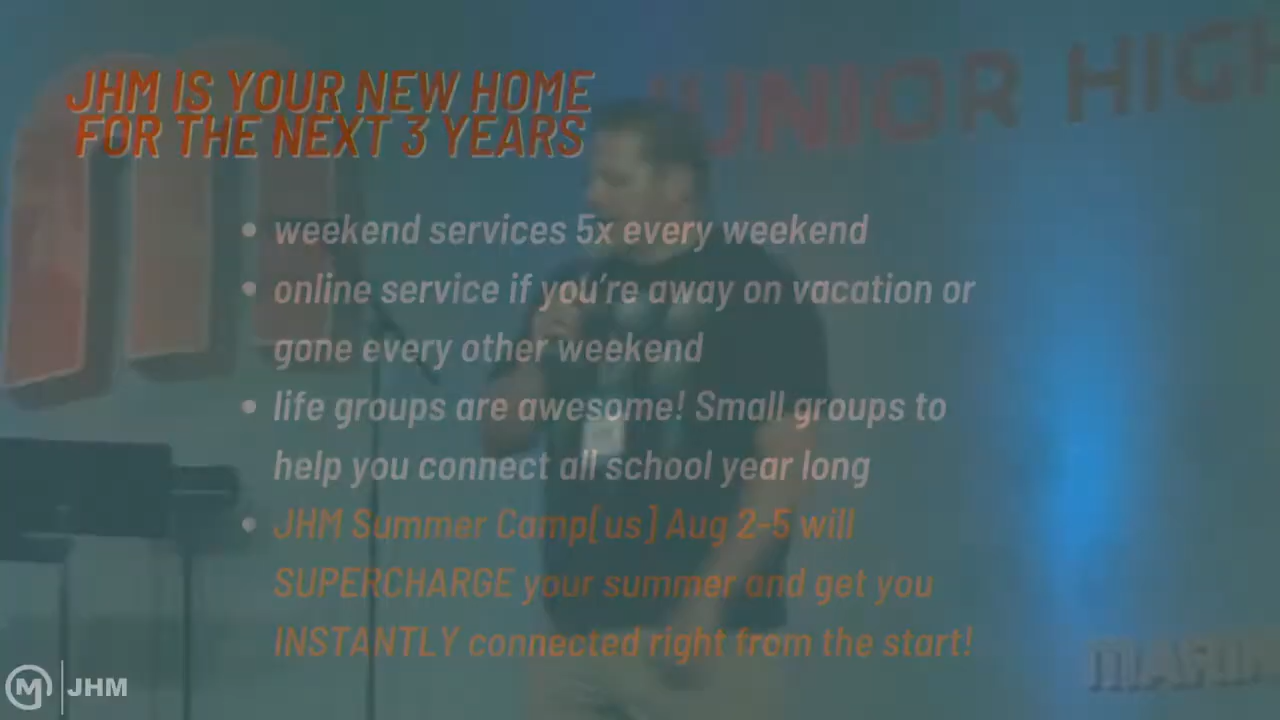 JHM IS YOUR NEW HOME
FOR THE NEXT 3 YEARS
JUNIOR HIGH
• weekend services 5x every weekend
• online service if you're away on vacation or
gone every other weekend
• life groups are awesome! Small groups to
help you connect all school year long
• JHM Summer Camp[us] Aug 2-5 will
SUPERCHARGE your summer and get you
INSTANTLY connected right from the start!
JHM